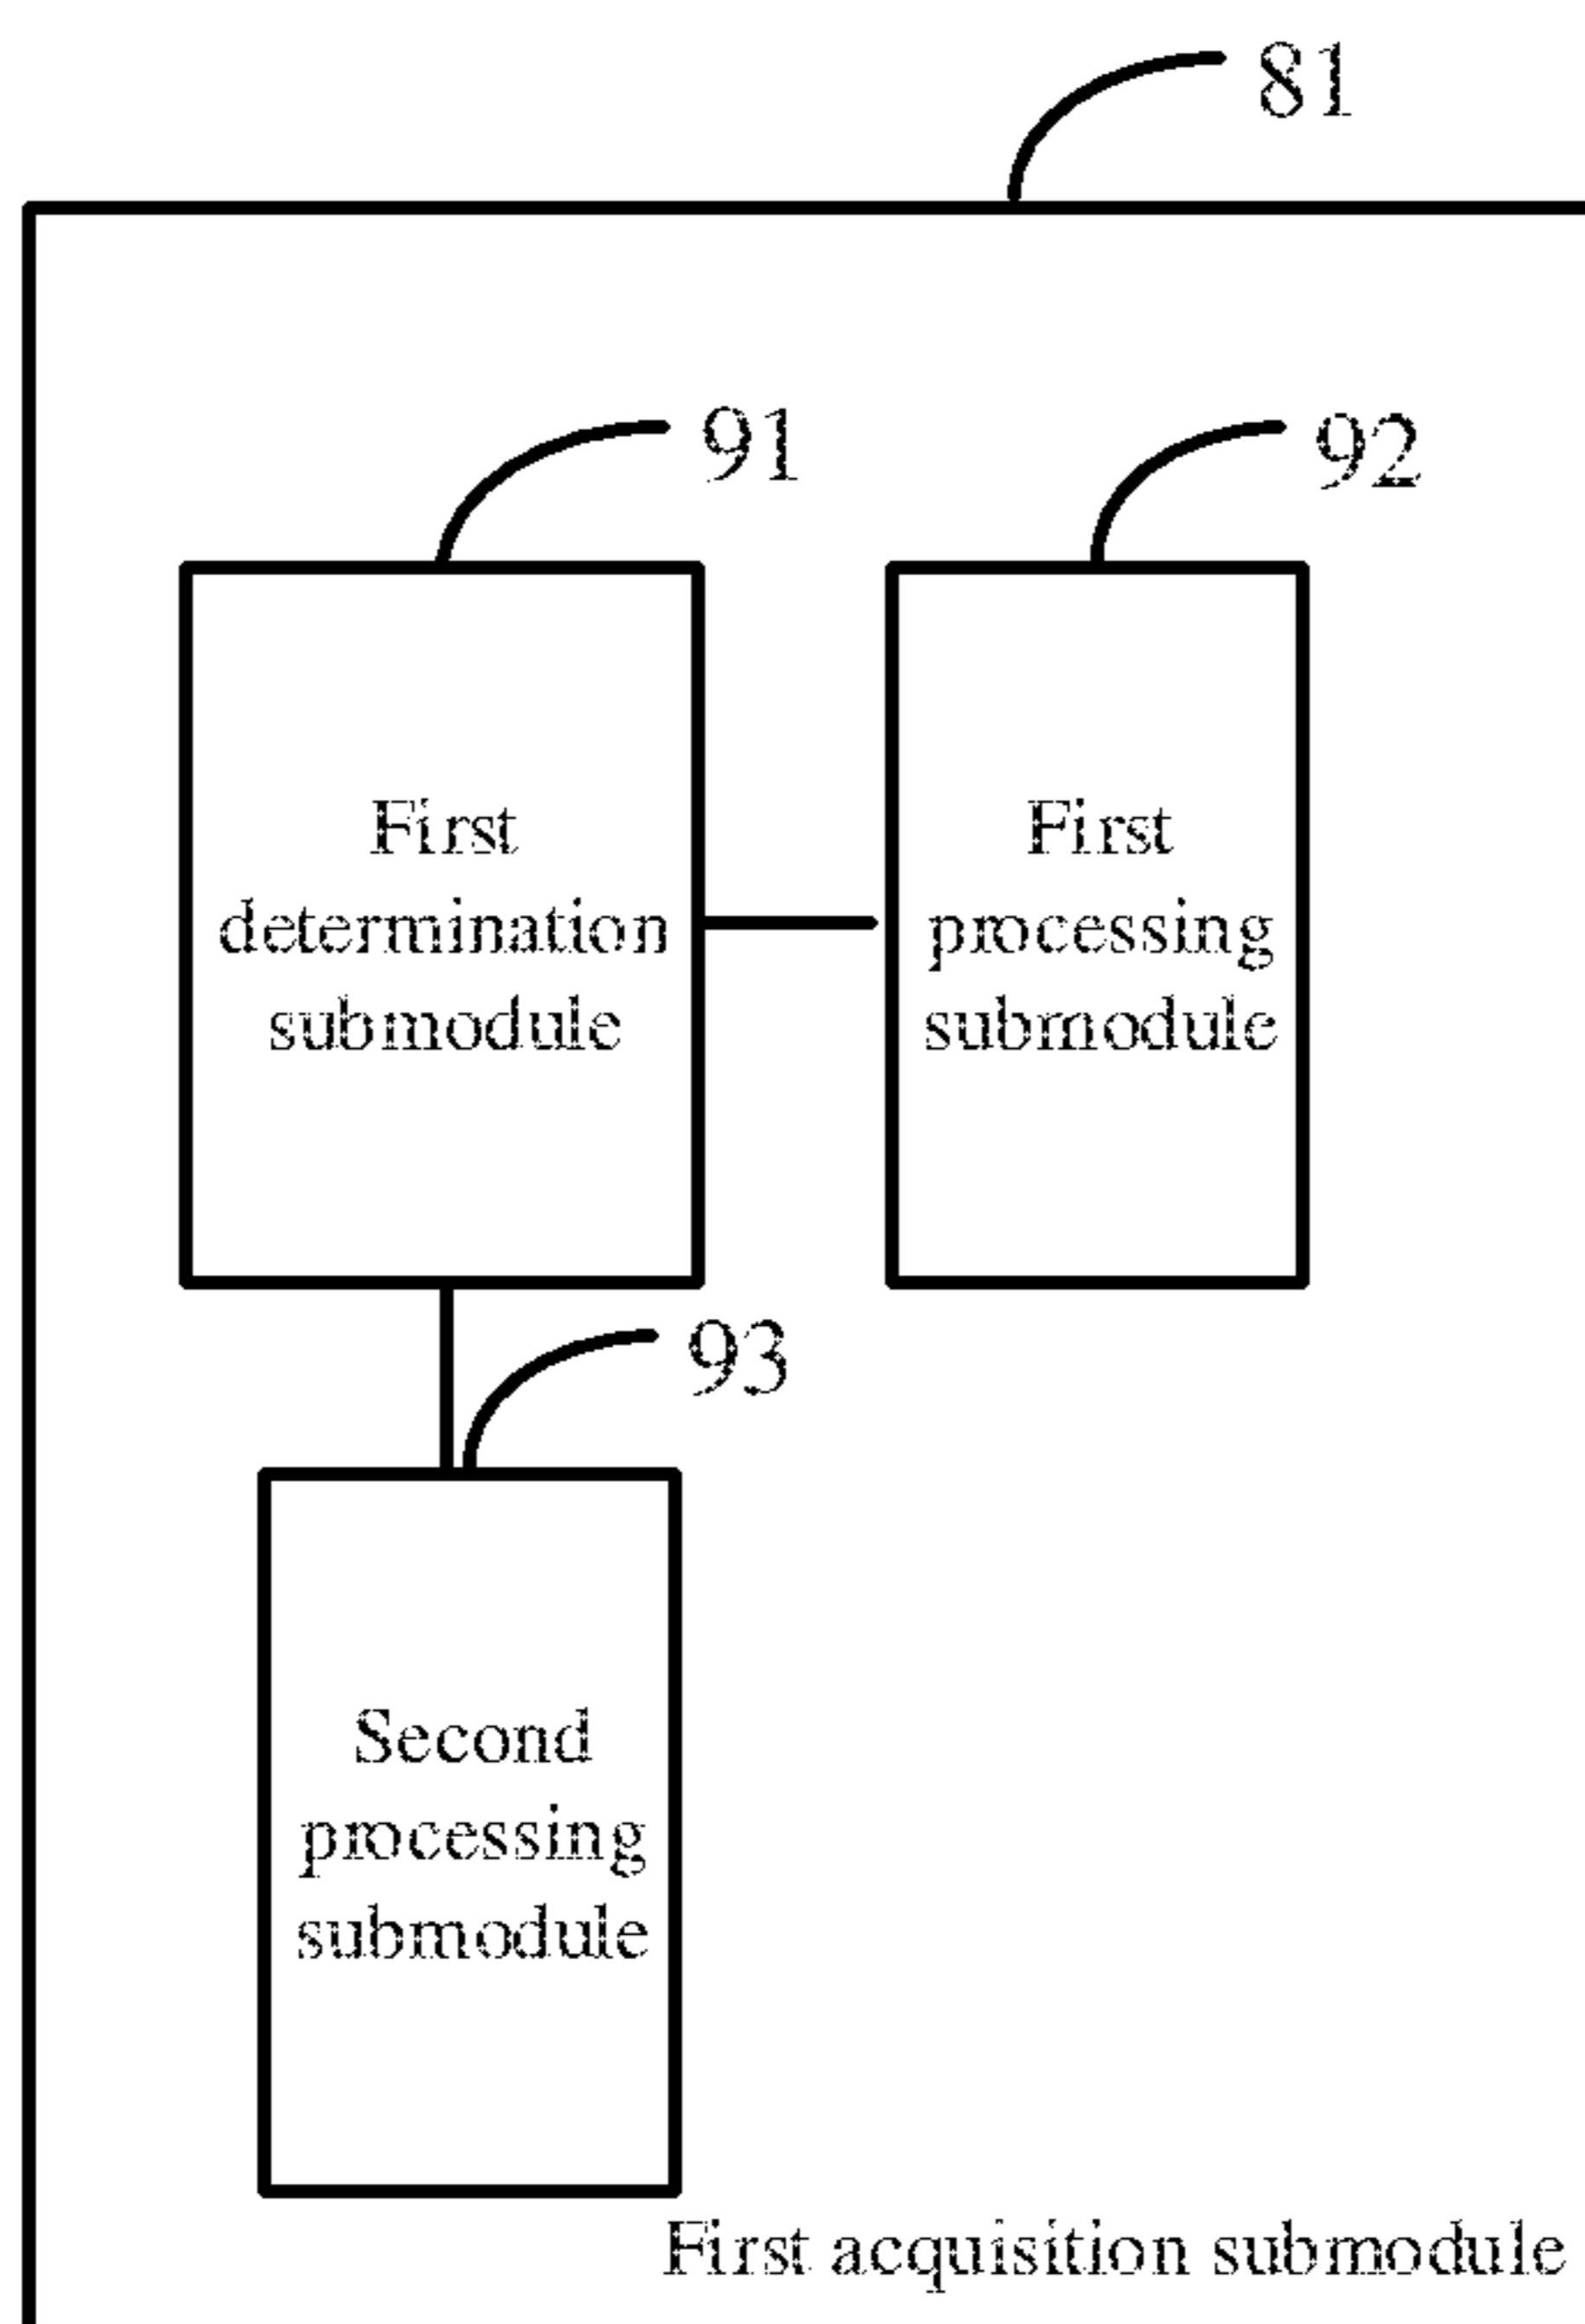 81
91
92
First
determination
submodule
First
processing
submodule
93
Second
processing
submodule
First acquisition submodule